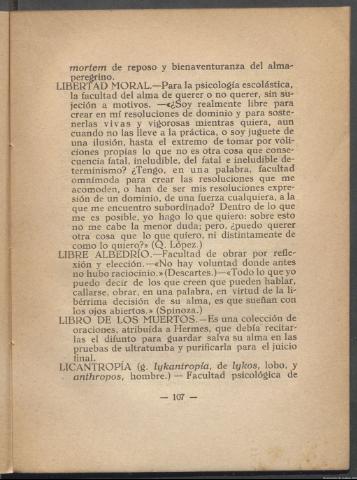 mortem de reposo y bienaventuranza del alma-
peregrino.
LIBERTAD MORAL.—Para la psicología escolástica,
la facultad del alma de querer o no querer, sin su-
jeción a motivos. —«¿Soy realmente libre para
crear en mí resoluciones de dominio y para soste-
nerlas vivas y vigorosas mientras quiera, aun
cuando no las lleve a la práctica, o soy juguete de
una ilusión, hasta el extremo de tomar por voli-
ciones propias lo que no es otra cosa que conse-
cuencia fatal, ineludible, del fatal e ineludible de-
terminismo? ¿Tengo, en una palabra, facultad
omnímoda para crear las resoluciones que me
acomoden, o han de ser mis resoluciones expre-
sión de un dominio, de una fuerza cualquiera, a la
que me encuentro subordinado? Dentro de lo que
me es posible, yo hago lo que quiero: sobre esto
no me cabe la menor duda; pero, ¿puedo querer
otra cosa que lo que quiero, ni distintamente de
como lo quiero?» (Q. López.)
LIBRE ALBEDRÍO.—Facultad de obrar por refle-
xión y elección.—«No hay voluntad donde antes
no hubo raciocinio.» (Descartes.)—«Todo lo que yo
puedo decir de los que creen que pueden hablar,
callarse, obrar, en una palabra, en virtud de la li-
bérrima decisión de su alma, es que sueñan con
los ojos abiertos.» (Spinoza.)
LIBRO DE LOS MUERTOS.—Es una colección de
oraciones, atribuída a Hermes, que debía recitar-
las el difunto para guardar salva su alma en las
pruebas de ultratumba y purificarla para el juicio
final.
LICANTROPÍA (g. lykantropía, de lykos, lobo, y
anthropos, hombre.) — Facultad psicológica de
— 107 —